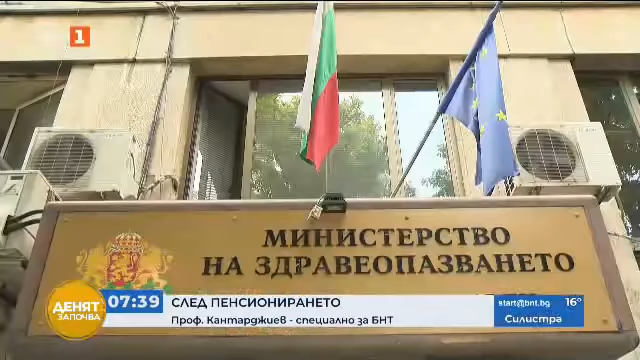 1
МИНИСТЕРСТВО
НА ЗДРАВЕОПАЗВАНЕТО
ДЕНЯТ
ЗАПОЧВА
07:39
СЛЕД ПЕНСИОНИРАНЕТО
Проф. Кантарджиев - специално за БНТ
start@bnt.bg
16°
Силистра